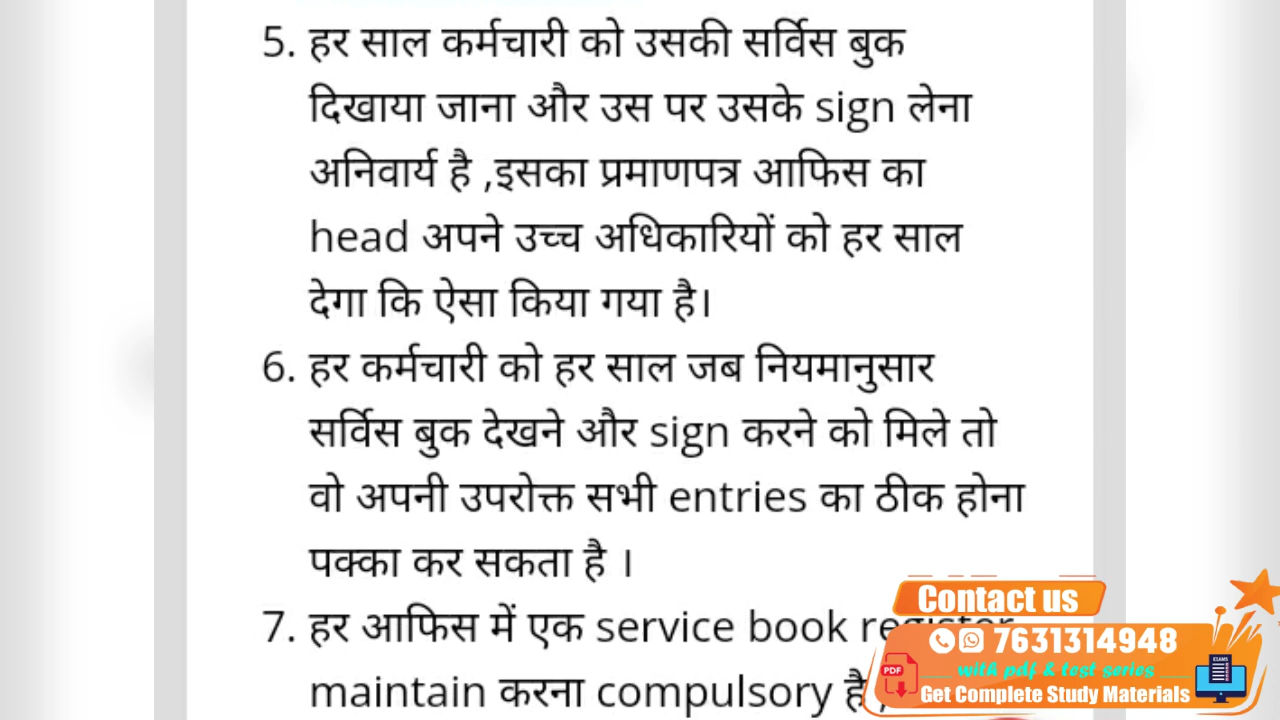 5. हर साल कर्मचारी को उसकी सर्विस बुक
दिखाया जाना और उस पर उसके sign लेना
अनिवार्य है ,इसका प्रमाणपत्र आफिस का
head अपने उच्च अधिकारियों को हर साल
देगा कि ऐसा किया गया है।
6. हर कर्मचारी को हर साल जब नियमानुसार
सर्विस बुक देखने और sign करने को मिले तो
वो अपनी उपरोक्त सभी entries का ठीक होना
पक्का कर सकता है ।
7. हर आफिस में एक service book register
maintain करना compulsory है ,
Contact us
7631314948
with pdf & test series
PDF
Get Complete Study Materials
EXAMS